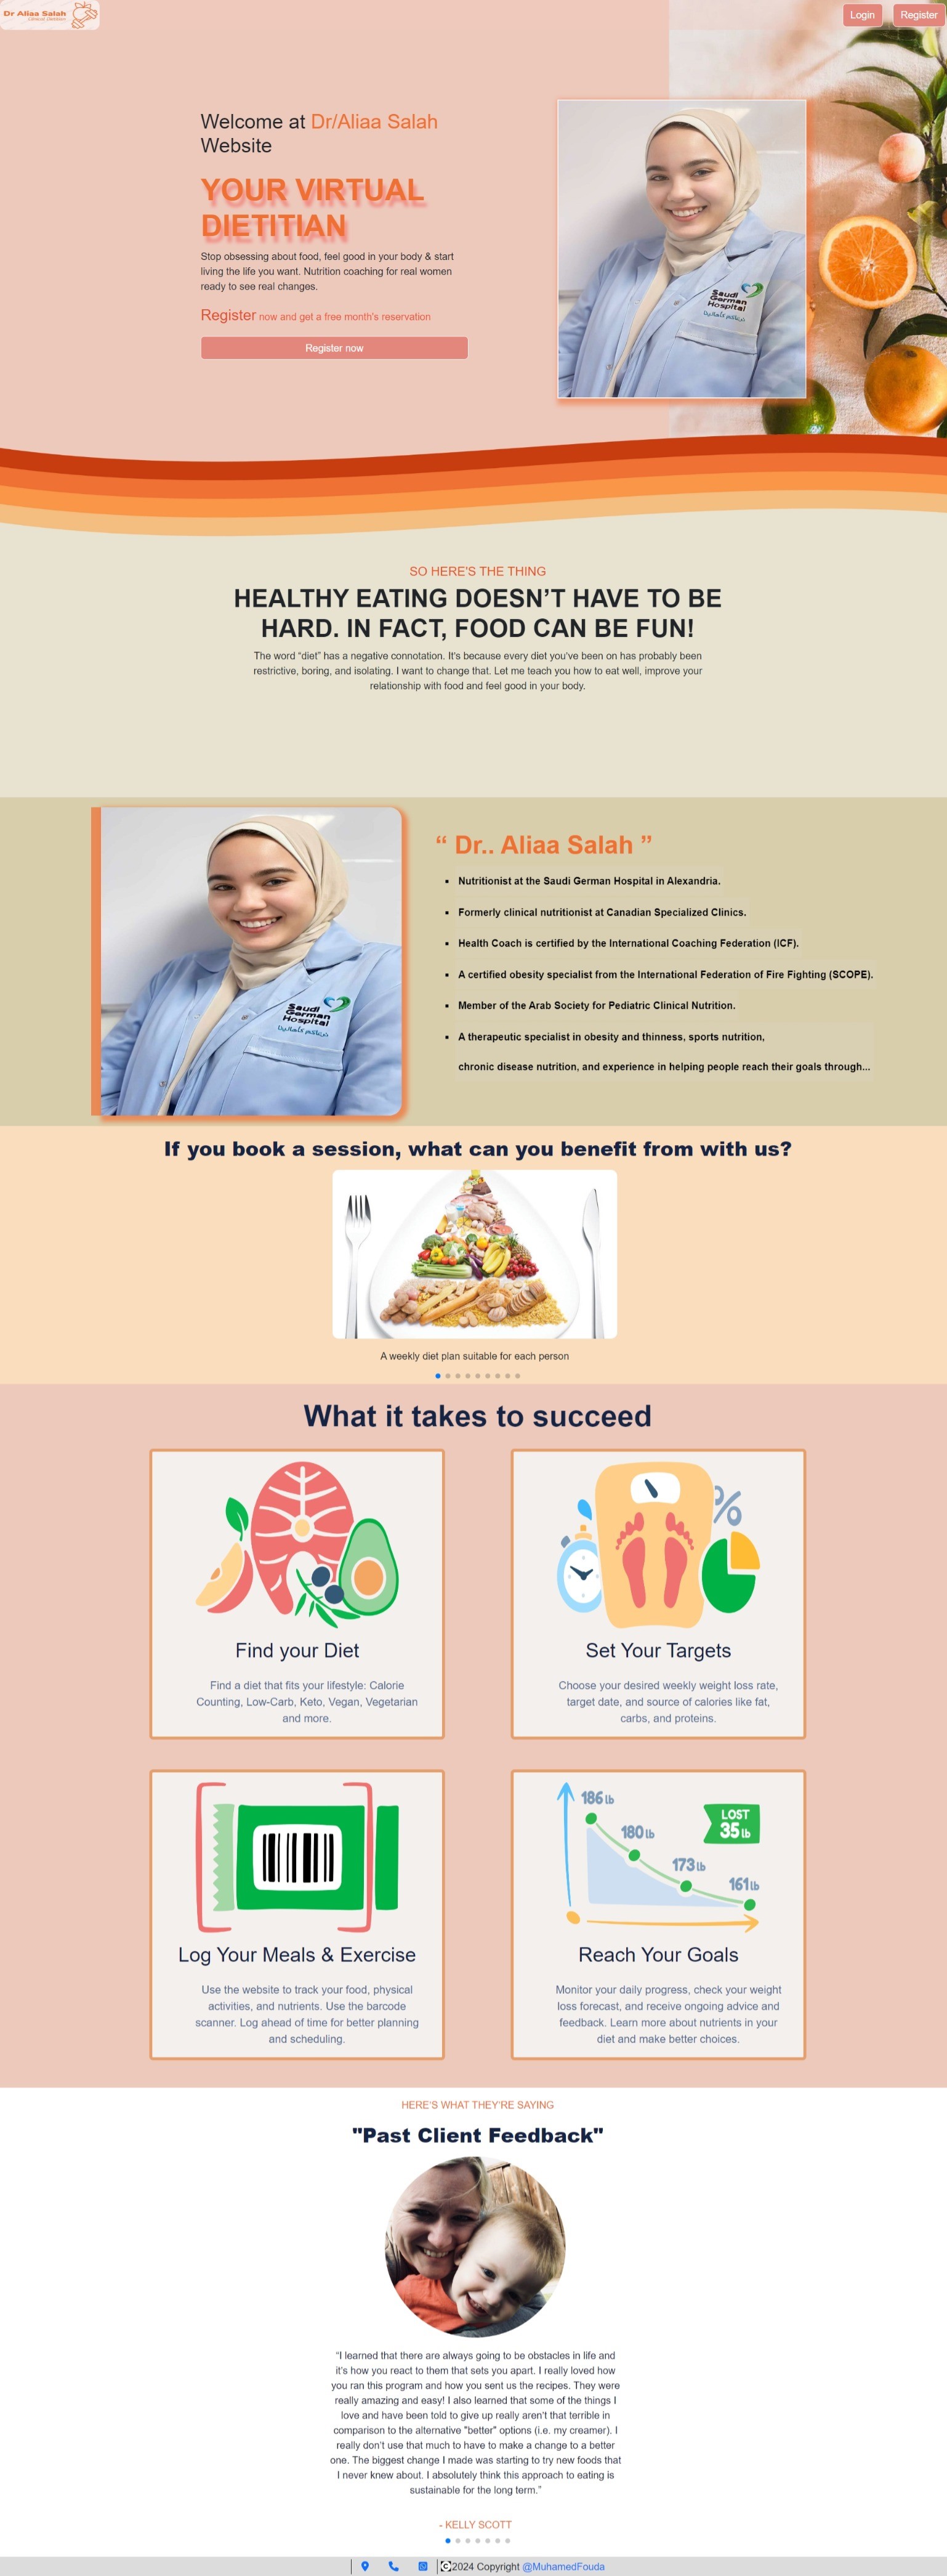 Dr Aliaa Salah
Clinical Dietitian
Login
Register
Welcome at Dr/Aliaa Salah
Website
YOUR VIRTUAL
DIETITIAN
Stop obsessing about food, feel good in your body & start
living the life you want. Nutrition coaching for real women
ready to see real changes.
Register now and get a free month's reservation
Register now
Saudi
German
Hospital
SO HERE'S THE THING
HEALTHY EATING DOESN'T HAVE TO BE
HARD. IN FACT, FOOD CAN BE FUN!
The word “diet” has a negative connotation. It's because every diet you've been on has probably been
restrictive, boring, and isolating. I want to change that. Let me teach you how to eat well, improve your
relationship with food and feel good in your body.
Saudi
German
Hospital
“ Dr.. Aliaa Salah ”
Nutritionist at the Saudi German Hospital in Alexandria.
Formerly clinical nutritionist at Canadian Specialized Clinics.
Health Coach is certified by the International Coaching Federation (ICF).
A certified obesity specialist from the International Federation of Fire Fighting (SCOPE).
Member of the Arab Society for Pediatric Clinical Nutrition.
A therapeutic specialist in obesity and thinness, sports nutrition,
chronic disease nutrition, and experience in helping people reach their goals through...
If you book a session, what can you benefit from with us?
A weekly diet plan suitable for each person
What it takes to succeed
Find your Diet
Find a diet that fits your lifestyle: Calorie
Counting, Low-Carb, Keto, Vegan, Vegetarian
and more.
%
Set Your Targets
Choose your desired weekly weight loss rate,
target date, and source of calories like fat,
carbs, and proteins.
Log Your Meals & Exercise
Use the website to track your food, physical
activities, and nutrients. Use the barcode
scanner. Log ahead of time for better planning
and scheduling.
186 lb
180 lb
173 lb
161 lb
LOST
35 lb
Reach Your Goals
Monitor your daily progress, check your weight
loss forecast, and receive ongoing advice and
feedback. Learn more about nutrients in your
diet and make better choices.
HERE'S WHAT THEY'RE SAYING
"Past Client Feedback"
“I learned that there are always going to be obstacles in life and
it's how you react to them that sets you apart. I really loved how
you ran this program and how you sent us the recipes. They were
really amazing and easy! I also learned that some of the things I
love and have been told to give up really aren't that terrible in
comparison to the alternative "better" options (i.e. my creamer). I
really don't use that much to have to make a change to a better
one. The biggest change I made was starting to try new foods that
I never knew about. I absolutely think this approach to eating is
sustainable for the long term.”
- KELLY SCOTT
2024 Copyright @MuhamedFouda